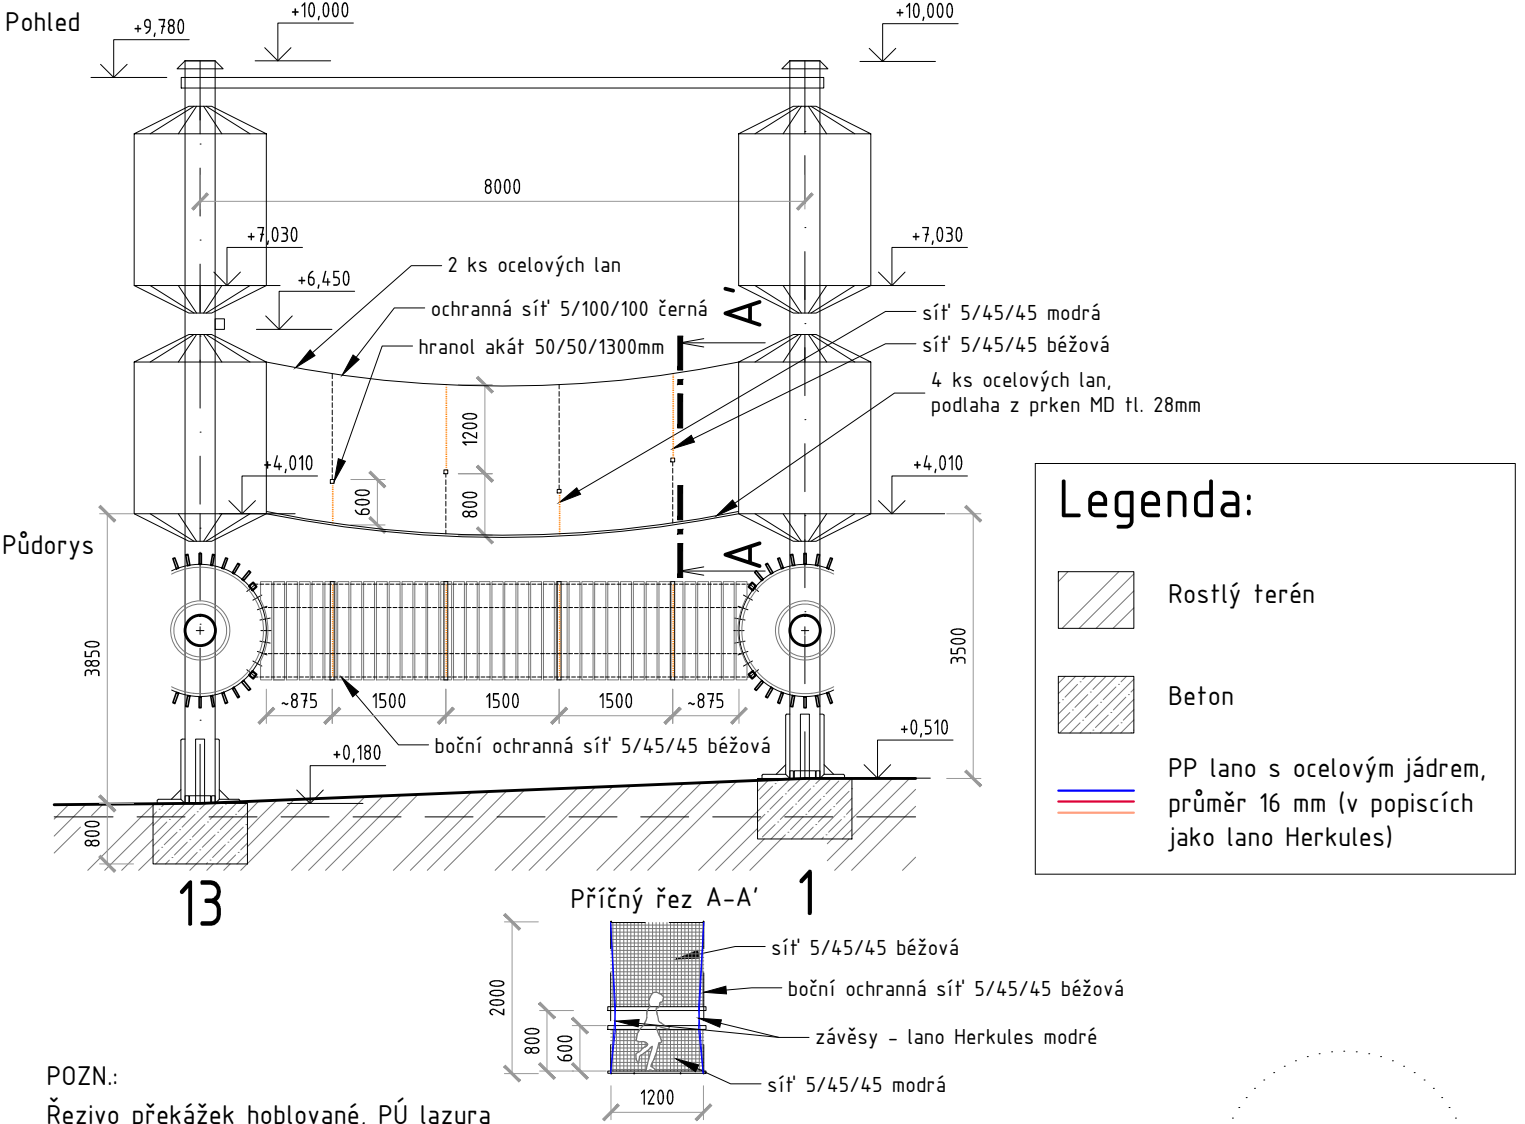 Pohled
+9,780
+10,000
+10,000
8000
+7,030
+7,030
+6,450
2 ks ocelových lan
ochranná síť 5/100/100 černá
hranol akát 50/50/1300mm
A'
síť 5/45/45 modrá
síť 5/45/45 béžová
4 ks ocelových lan,
podlaha z prken MD tl. 28mm
1200
800
600
+4,010
+4,010
A
Půdorys
3850
3500
~875
1500
1500
1500
~875
boční ochranná síť 5/45/45 béžová
+0,180
+0,510
800
13
1
Legenda:
Rostlý terén
Beton
PP lano s ocelovým jádrem,
průměr 16 mm (v popiscích
jako lano Herkules)
Příčný řez A-A'
síť 5/45/45 béžová
boční ochranná síť 5/45/45 béžová
závěsy - lano Herkules modré
síť 5/45/45 modrá
2000
800
600
1200
POZN.:
Řezivo překážek hoblované, PÚ lazura